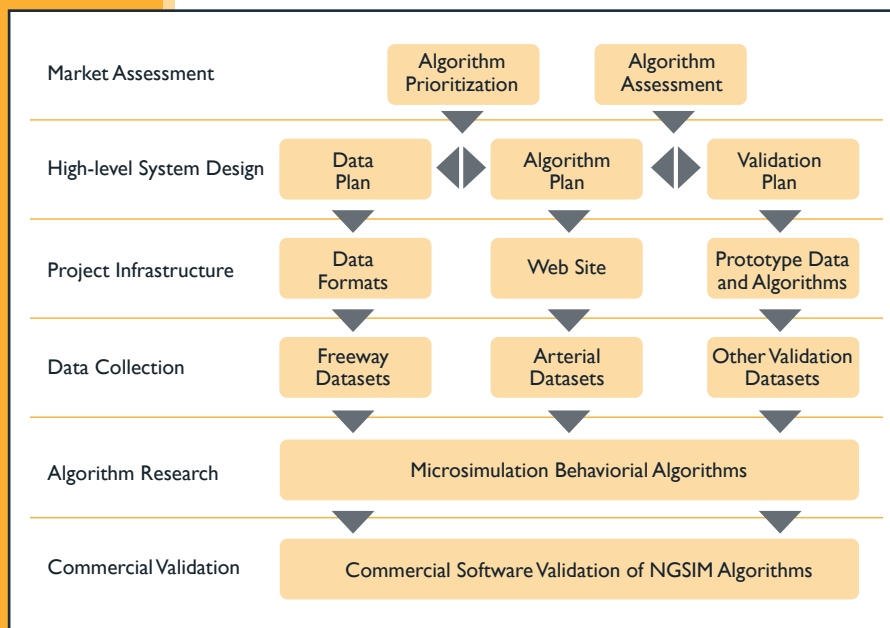 Market Assessment
Algorithm
Prioritization
Algorithm
Assessment
High-level System Design
Data
Plan
Algorithm
Plan
Validation
Plan
Project Infrastructure
Data
Formats
Web Site
Prototype Data
and Algorithms
Data Collection
Freeway
Datasets
Arterial
Datasets
Other Validation
Datasets
Algorithm Research
Microsimulation Behaviorial Algorithms
Commercial Validation
Commercial Software Validation of NGSIM Algorithms